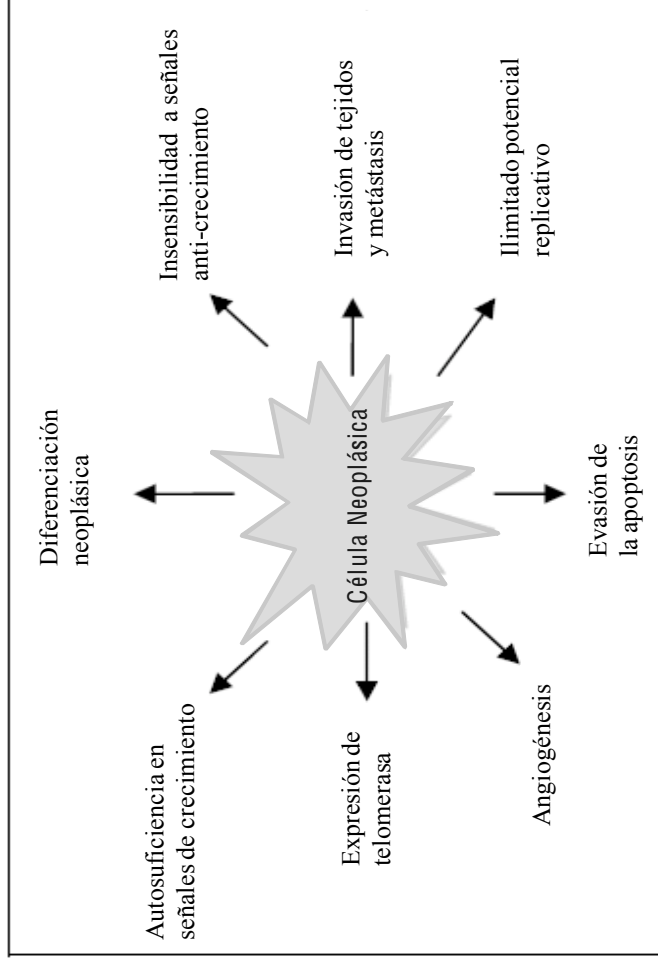 Diferenciación
neoplásica
Autosuficiencia en
señales de crecimiento
Insensibilidad a señales
anti-crecimiento
Expresión de
telomerasa
Célula Neoplásica
Invasión de tejidos
y metástasis
Angiogénesis
Evasión de
la apoptosis
Ilimitado potencial
replicativo